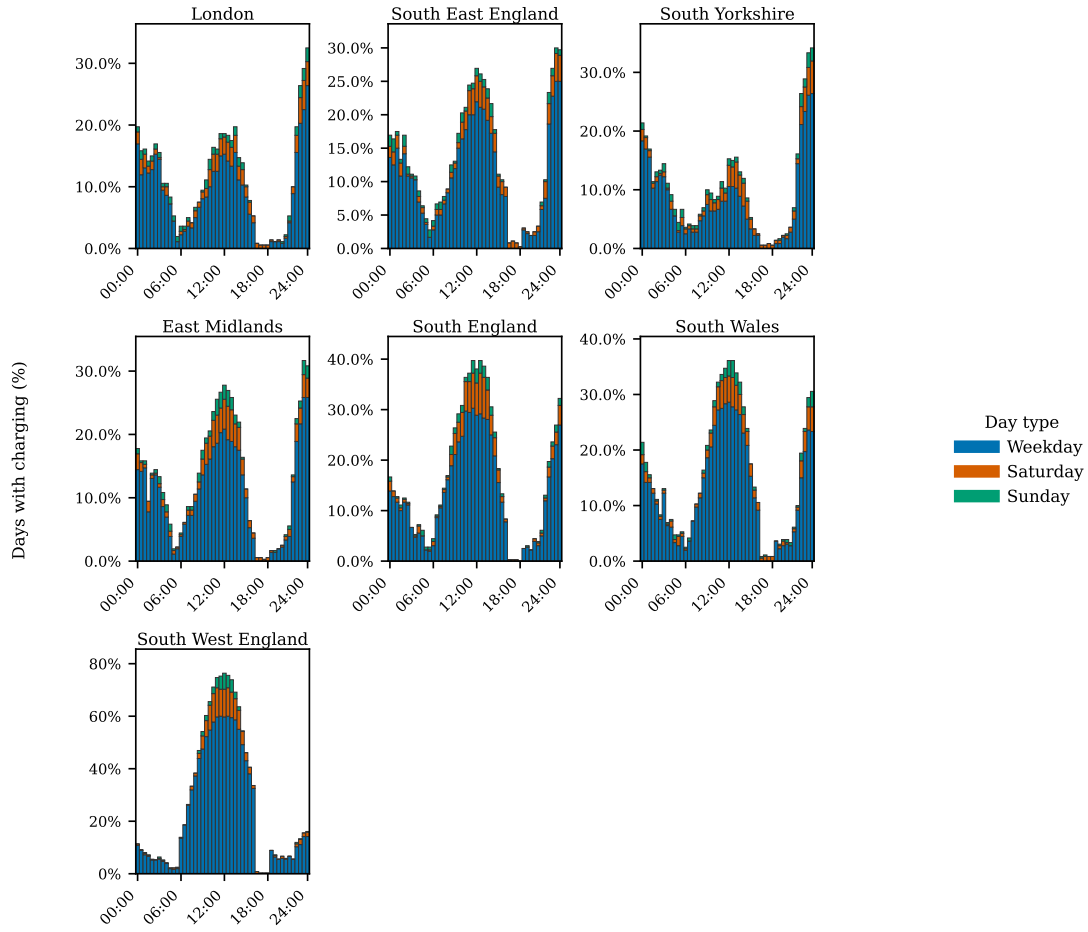 London
30.0%
20.0%
10.0%
0.0%
00:00 06:00 12:00 18:00 24:00
South East England
30.0%
25.0%
20.0%
15.0%
10.0%
5.0%
0.0%
00:00 06:00 12:00 18:00 24:00
South Yorkshire
30.0%
20.0%
10.0%
0.0%
00:00 06:00 12:00 18:00 24:00
Days with charging (%)
East Midlands
30.0%
20.0%
10.0%
0.0%
00:00 06:00 12:00 18:00 24:00
South England
40.0%
30.0%
20.0%
10.0%
0.0%
00:00 06:00 12:00 18:00 24:00
South Wales
40.0%
30.0%
20.0%
10.0%
0.0%
00:00 06:00 12:00 18:00 24:00
Day type
Weekday
Saturday
Sunday
South West England
80%
60%
40%
20%
0%
00:00 06:00 12:00 18:00 24:00